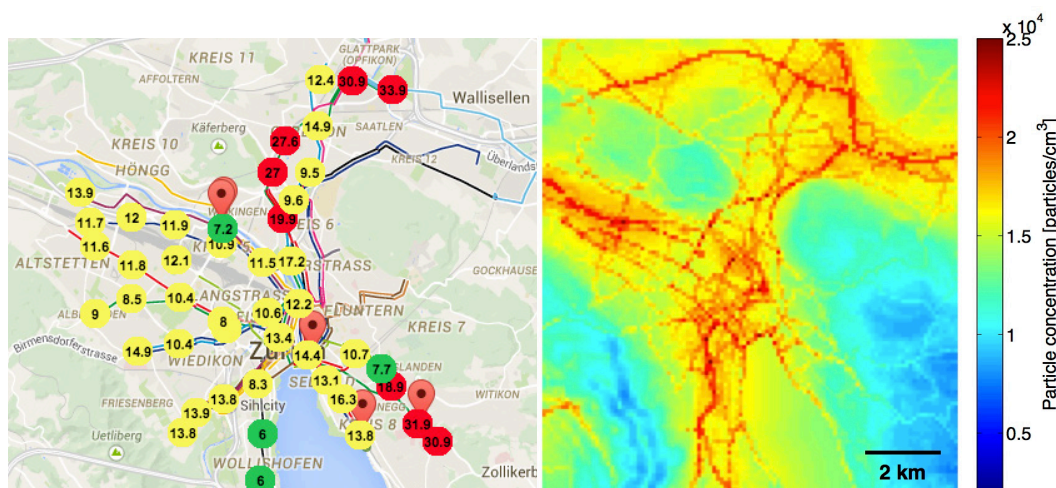 KREIS 11
GLATTPARK
(OPFIKON)
AFFOLTERN
12.4
30.9
33.9
Wallisellen
Käferberg
14.9
SAATLEN
27.6
KREIS 10
HÖNGG
KREIS 12
Überlands
27
9.5
13.9
9.6
7.2
19.9
KREIS 6
11.7
12
11.9
10.9
11.6
ALTSTETTEN
11.8
12.1
11.5
17.2
GOCKHAUSE
8.5
10.4
LANGSTRASS
12.2
FLUNTERN
9
10.6
8
KREIS 7
Birmensdorferstrasse
14.9
10.4
WIEDIKON
13.4
14.4
10.7
7.7
13.1
18.9
WITIKON
8.3
16.3
FRIESENBERG
13.8
Sihlcity
13.9
KREIS 8
31.9
13.8
13.8
30.9
Uetliberg
6
WOLLISHOFEN
6
Zollikerb
2 km
x 10⁴
2.5
2
1.5
1
0.5
Particle concentration [particles/cm³]